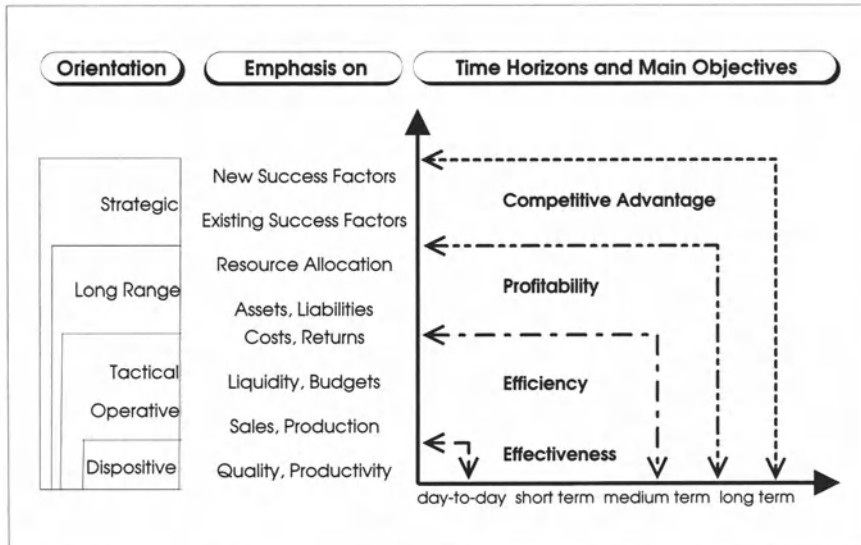 Orientation
Emphasis on
Time Horizons and Main Objectives
Strategic
Long Range
Tactical
Operative
Dispositive
New Success Factors
Existing Success Factors
Resource Allocation
Assets, Liabilities
Costs, Returns
Liquidity, Budgets
Sales, Production
Quality, Productivity
Competitive Advantage
Profitability
Efficiency
Effectiveness
day-to-day short term medium term long term